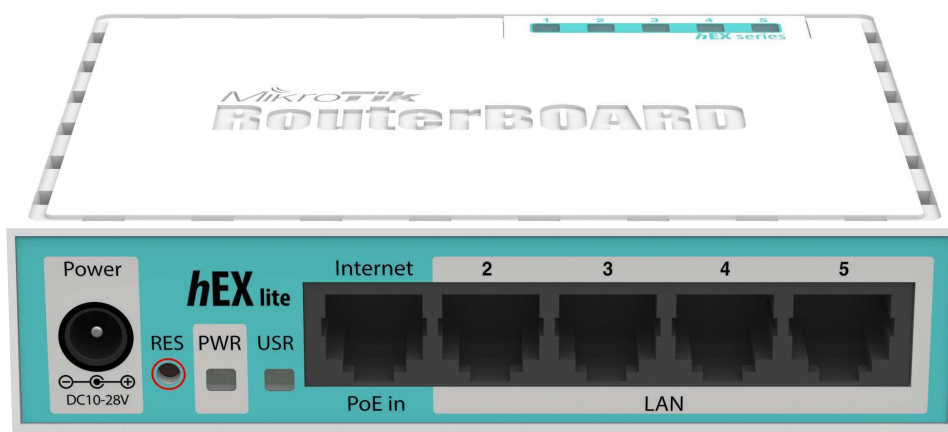 1 2 3 4 5
hEX series
MikroTik
RouterBOARD
Power
Internet 2 3 4 5
hEX lite
RES PWR USR
DC10-28V
PoE in LAN